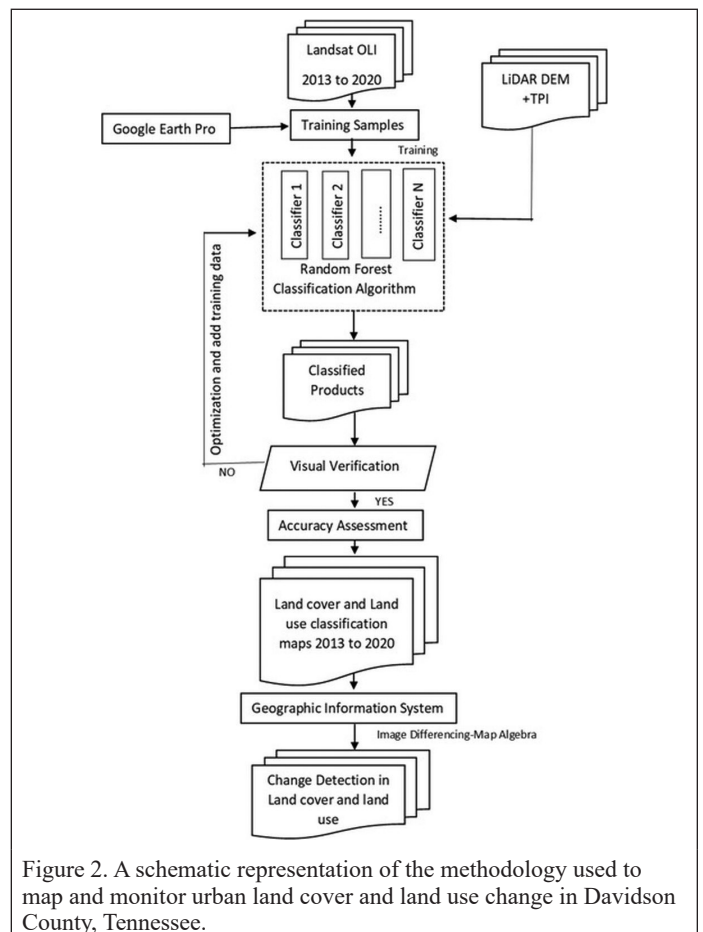 Landsat OLI
2013 to 2020
LiDAR DEM
+TPI
Google Earth Pro
Training Samples
Training
Classifier 1
Classifier 2
.........
Classifier N
Random Forest
Classification Algorithm
Optimization and add training data
Classified
Products
Visual Verification
NO
YES
Accuracy Assessment
Land cover and Land
use classification
maps 2013 to 2020
Geographic Information System
Image Differencing-Map Algebra
Change Detection in
Land cover and land
use
Figure 2. A schematic representation of the methodology used to
map and monitor urban land cover and land use change in Davidson
County, Tennessee.